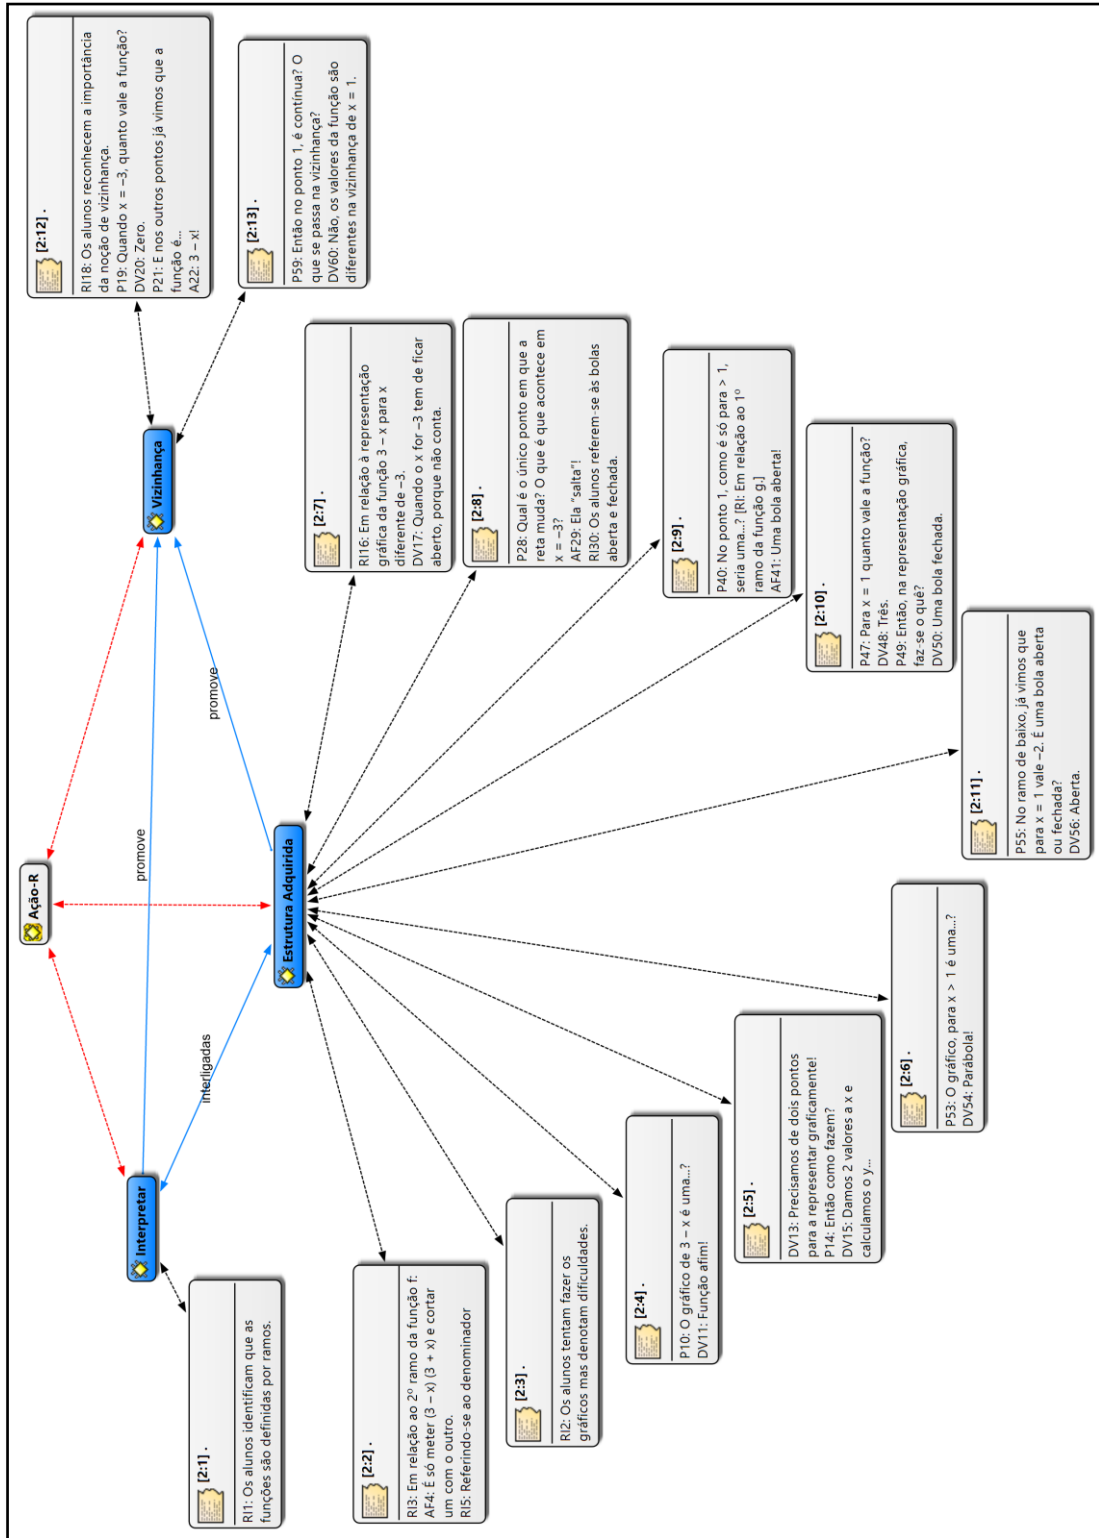 Ação-R
Interpretar
Vizinhança
Estrutura Adquirida
promove
promove
interligadas
[2:1] .
RI1: Os alunos identificam que as
funções são definidas por ramos.
[2:2] .
RI3: Em relação ao 2º ramo da função f:
AF4: É só meter (3 − x) (3 + x) e cortar
um com o outro.
RI5: Referindo-se ao denominador
[2:3] .
RI2: Os alunos tentam fazer os
gráficos mas denotam dificuldades.
[2:4] .
P10: O gráfico de 3 − x é uma...?
DV11: Função afim!
[2:5] .
DV13: Precisamos de dois pontos
para a representar graficamente!
P14: Então como fazem?
DV15: Damos 2 valores a x e
calculamos o y...
[2:6] .
P53: O gráfico, para x > 1 é uma...?
DV54: Parábola!
[2:11] .
P55: No ramo de baixo, já vimos que
para x = 1 vale −2. É uma bola aberta
ou fechada?
DV56: Aberta.
[2:10] .
P47: Para x = 1 quanto vale a função?
DV48: Três.
P49: Então, na representação gráfica,
faz-se o quê?
DV50: Uma bola fechada.
[2:9] .
P40: No ponto 1, como é só para > 1,
seria uma...? [RI: Em relação ao 1º
ramo da função g.]
AF41: Uma bola aberta!
[2:8] .
P28: Qual é o único ponto em que a
reta muda? O que é que acontece em
x = −3?
AF29: Ela "salta"!
RI30: Os alunos referem-se às bolas
aberta e fechada.
[2:7] .
RI16: Em relação à representação
gráfica da função 3 − x para x
diferente de −3.
DV17: Quando o x for −3 tem de ficar
aberto, porque não conta.
[2:13] .
P59: Então no ponto 1, é contínua? O
que se passa na vizinhança?
DV60: Não, os valores da função são
diferentes na vizinhança de x = 1.
[2:12] .
RI18: Os alunos reconhecem a importância
da noção de vizinhança.
P19: Quando x = −3, quanto vale a função?
DV20: Zero.
P21: E nos outros pontos já vimos que a
função é...
A22: 3 − x!